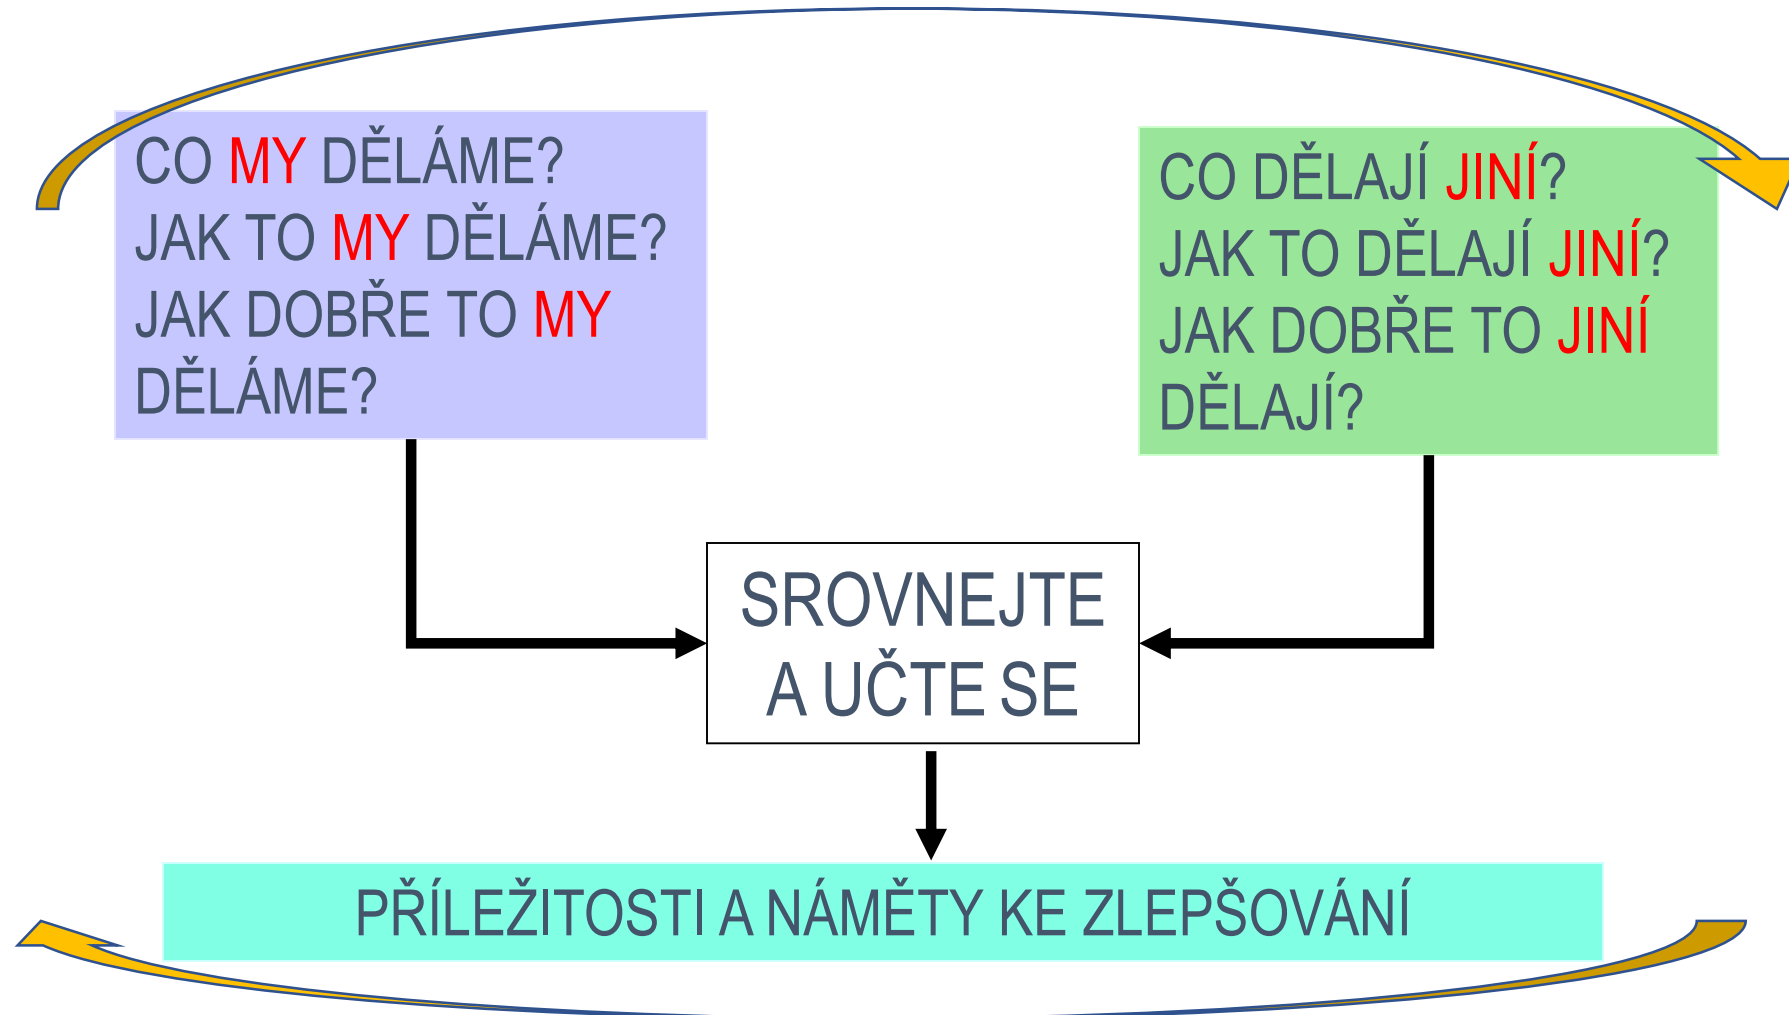 CO MY DĚLÁME?
JAK TO MY DĚLÁME?
JAK DOBŘE TO MY
DĚLÁME?
CO DĚLAJÍ JINÍ?
JAK TO DĚLAJÍ JINÍ?
JAK DOBŘE TO JINÍ
DĚLAJÍ?
SROVNEJTE
A UČTE SE
PŘÍLEŽITOSTI A NÁMĚTY KE ZLEPŠOVÁNÍ